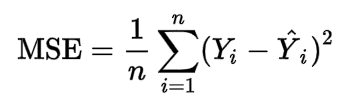 MSE = \frac{1}{n} \sum_{i=1}^{n} (Y_i - \hat{Y}_i)^2